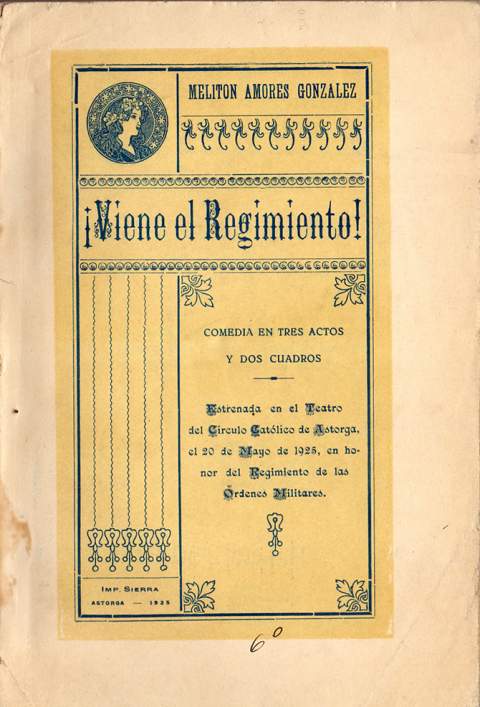 MELITON AMORES GONZALEZ
¡Viene el Regimiento!
COMEDIA EN TRES ACTOS
Y DOS CUADROS
Estrenada en el Teatro
del Círculo Católico de Astorga,
el 20 de Mayo de 1925, en ho-
nor del Regimiento de las
Órdenes Militares.
IMP. SIERRA
ASTORGA — 1925
6º